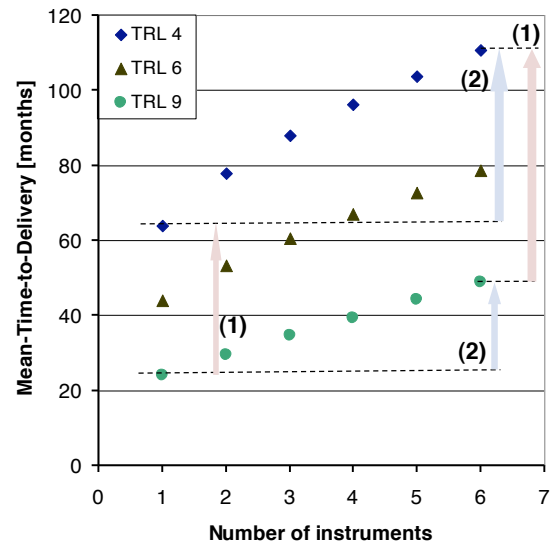 120
100
80
60
40
20
0
Mean-Time-to-Delivery [months]
TRL 4
TRL 6
TRL 9
(1)
(2)
(1)
(2)
0 1 2 3 4 5 6 7
Number of instruments